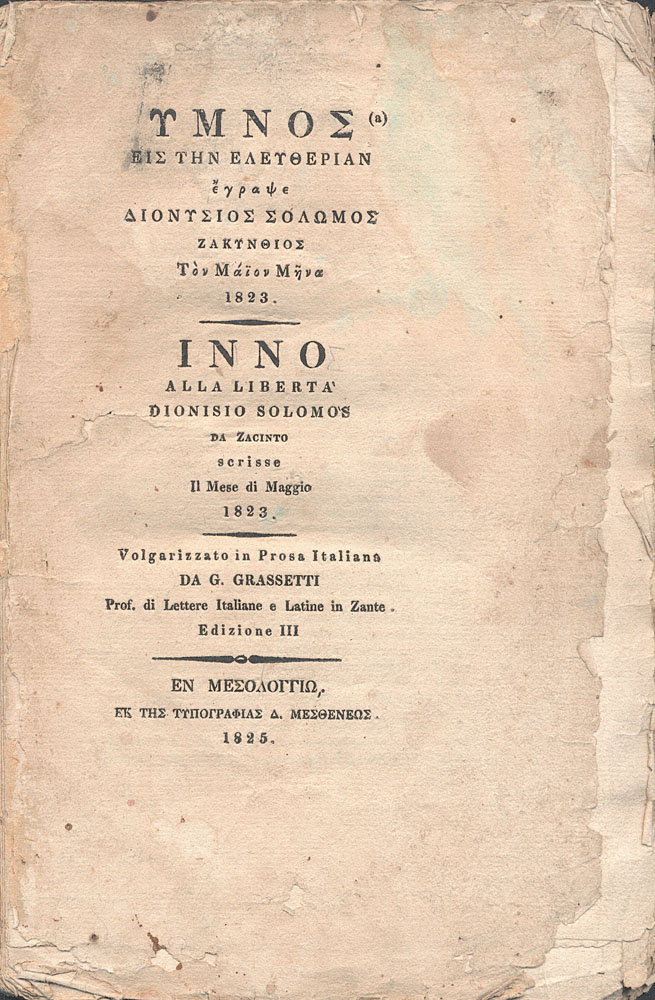 ΥΜΝΟΣ (a)
ΕΙΣ ΤΗΝ ΕΛΕΥΘΕΡΙΑΝ
ἔγραψε
ΔΙΟΝΥΣΙΟΣ ΣΟΛΩΜΟΣ
ΖΑΚΥΝΘΙΟΣ
Τὸν Μάϊον Μῆνα
1823.
INNO
ALLA LIBERTA'
DIONISIO SOLOMOS
DA ZACINTO
scrisse
Il Mese di Maggio
1823.
Volgarizzato in Prosa Italiana
DA G. GRASSETTI
Prof. di Lettere Italiane e Latine in Zante.
Edizione III
ΕΝ ΜΕΣΟΛΟΓΓΙΩ,.
ΕΚ ΤΗΣ ΤΥΠΟΓΡΑΦΙΑΣ Δ. ΜΕΣΘΕΝΕΩΣ.
1825.